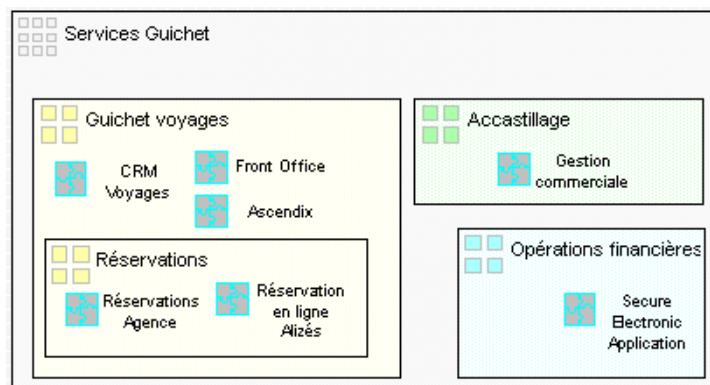 Services Guichet
Guichet voyages
CRM
Voyages
Front Office
Ascendix
Réservations
Réservations
Agence
Réservation
en ligne
Alizés
Accastillage
Gestion
commerciale
Opérations financières
Secure
Electronic
Application